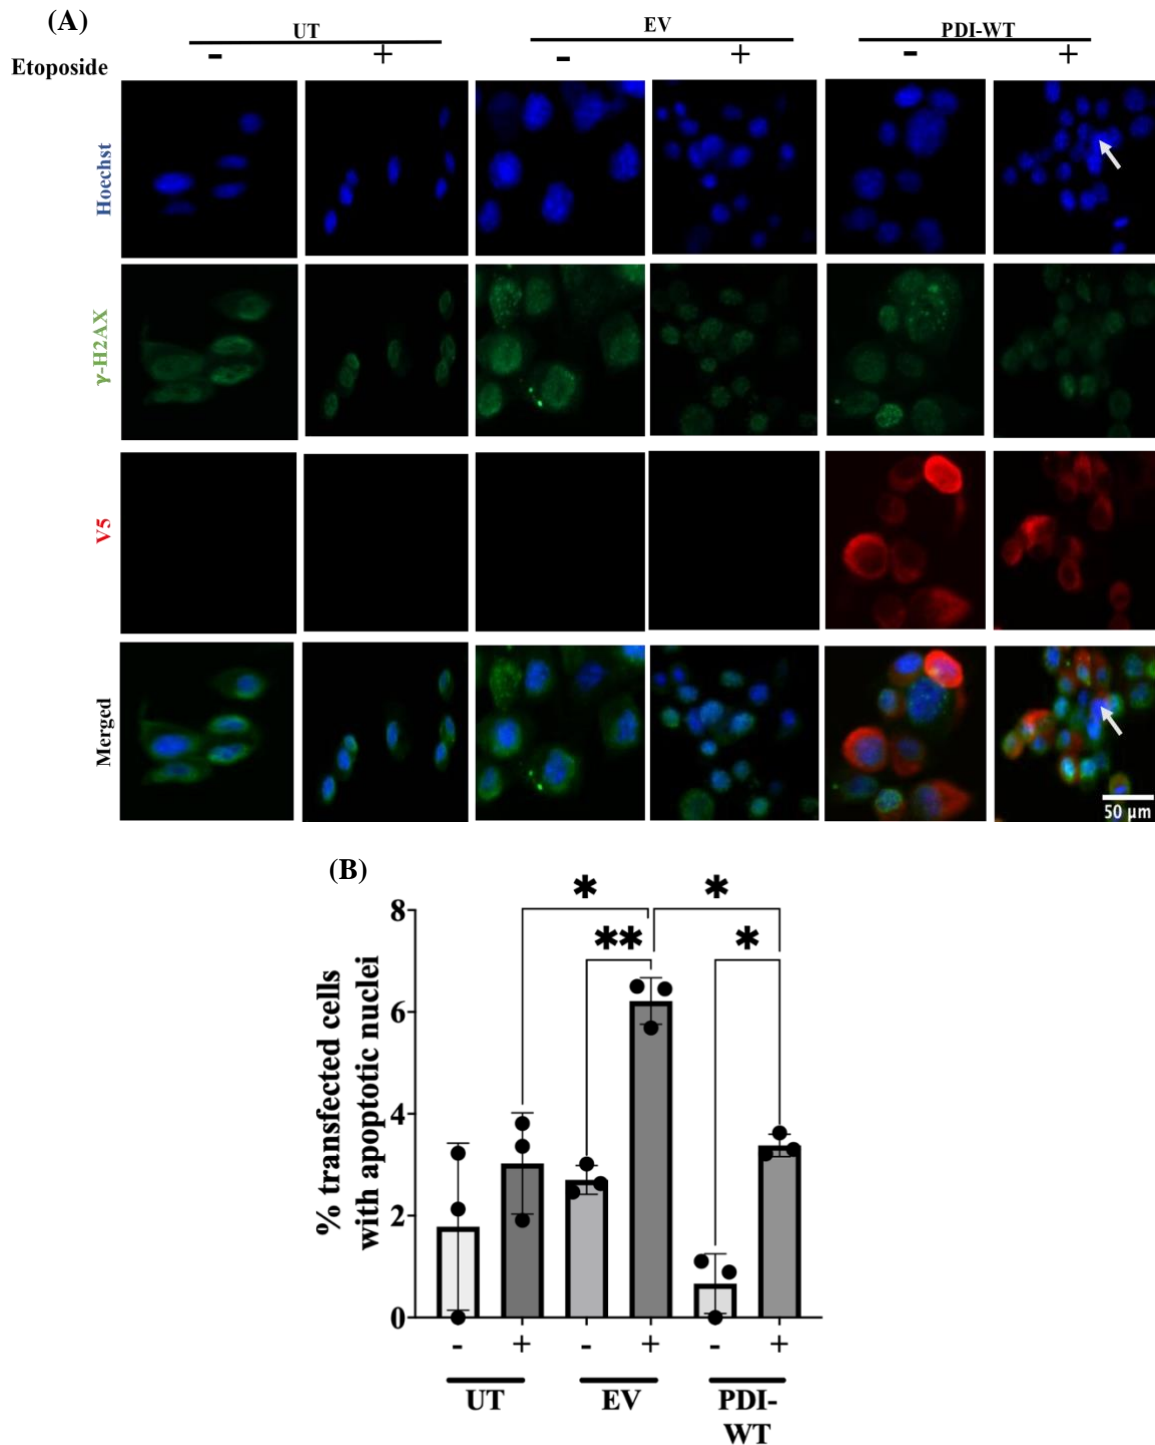 (A)
UT
EV
PDI-WT
Etoposide
- + - + - +
Hoechst
γ-H2AX
V5
Merged
50 μm
(B)
% transfected cells
with apoptotic nuclei
8
6
4
2
0
* *
** *
- + - + - +
UT EV PDI-
WT